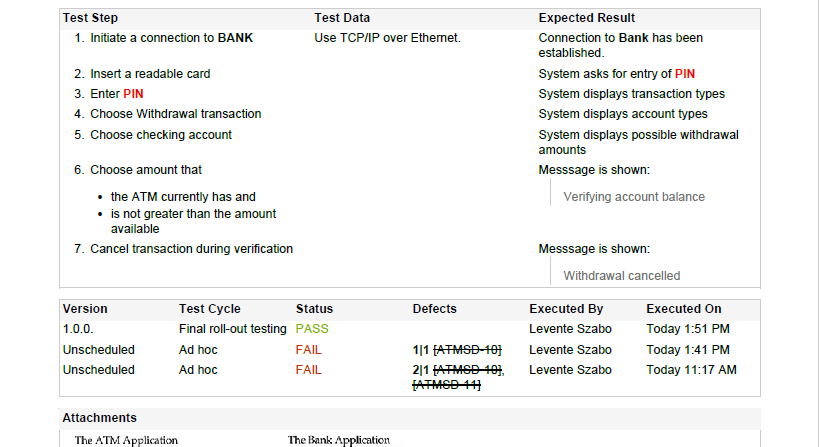 Test Step Test Data Expected Result
1. Initiate a connection to BANK Use TCP/IP over Ethernet. Connection to Bank has been
established.
2. Insert a readable card System asks for entry of PIN
3. Enter PIN System displays transaction types
4. Choose Withdrawal transaction System displays account types
5. Choose checking account System displays possible withdrawal
amounts
6. Choose amount that Messsage is shown:
• the ATM currently has and Verifying account balance
• is not greater than the amount
available
7. Cancel transaction during verification Messsage is shown:
Withdrawal cancelled
Version Test Cycle Status Defects Executed By Executed On
1.0.0. Final roll-out testing PASS Levente Szabo Today 1:51 PM
Unscheduled Ad hoc FAIL 1|1 [ATMSD-10] Levente Szabo Today 1:41 PM
Unscheduled Ad hoc FAIL 2|1 [ATMSD-10], Levente Szabo Today 11:17 AM
[ATMSD-11]
Attachments
The ATM Application The Bank Application